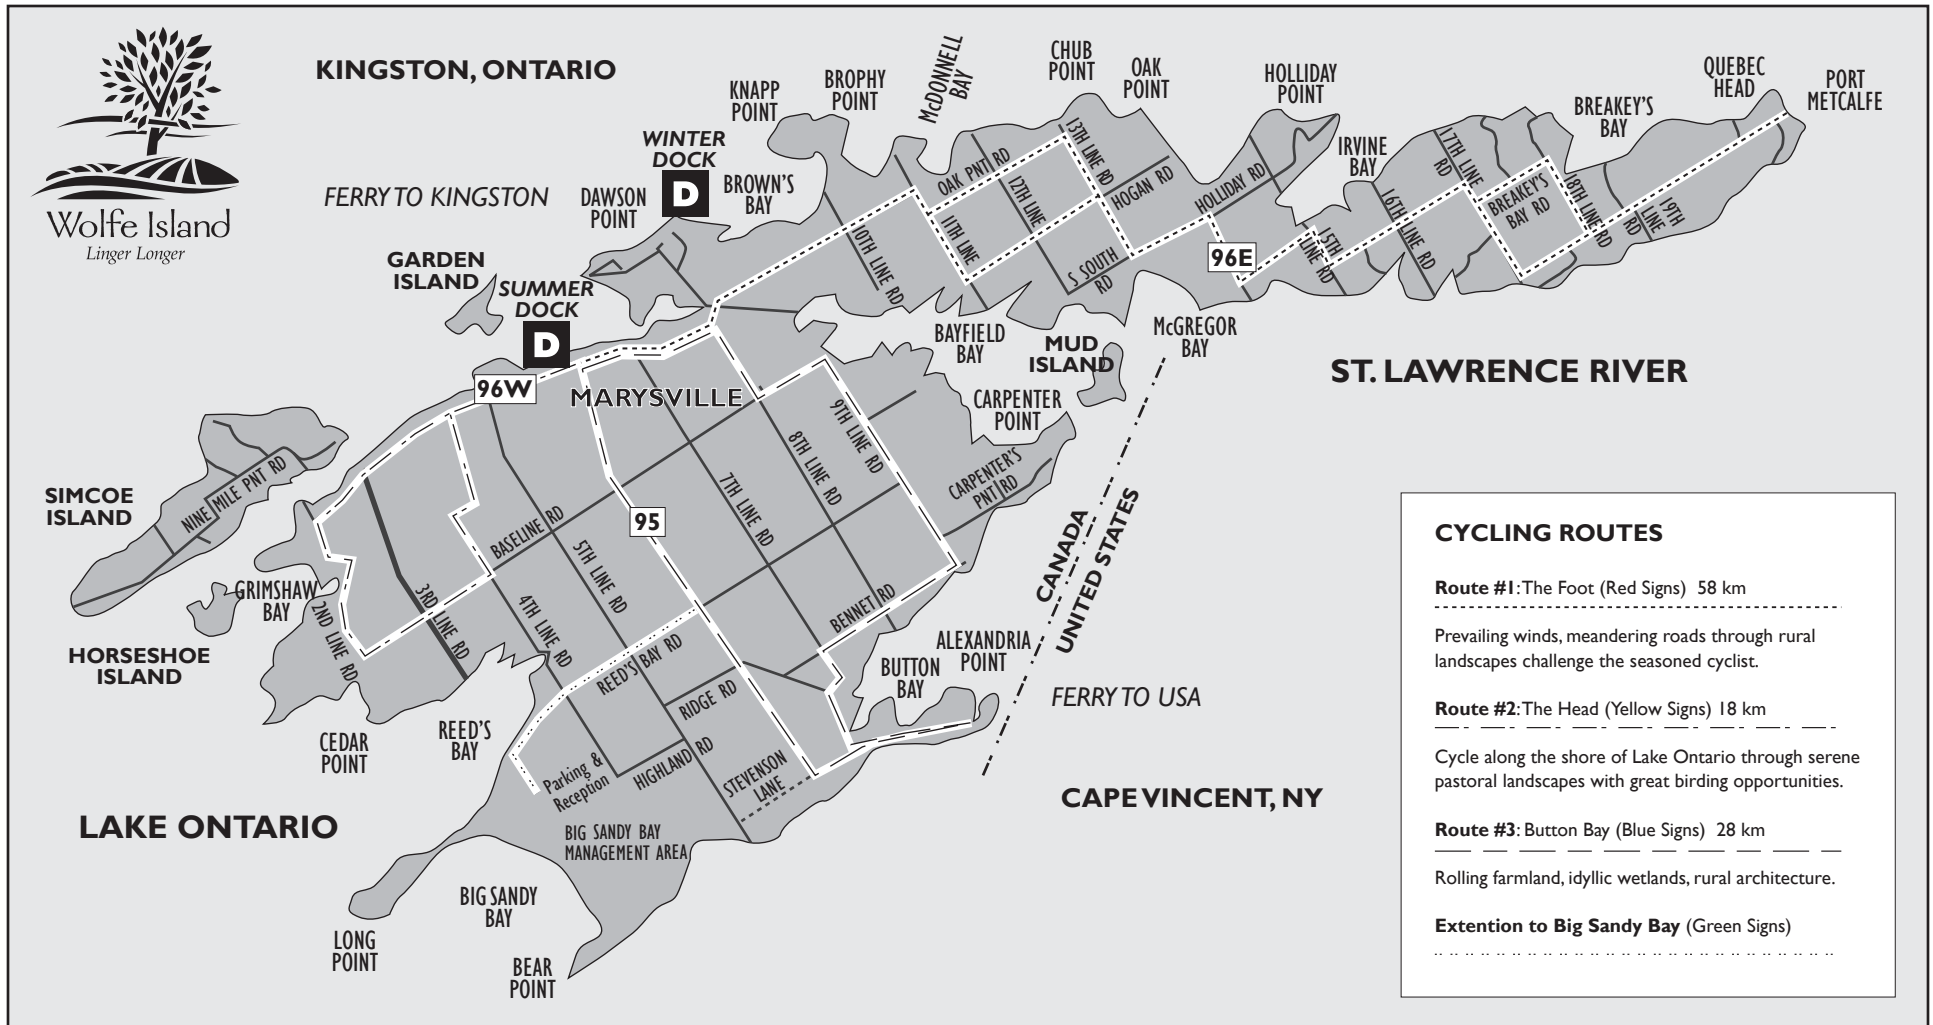 Wolfe Island
Linger Longer
KINGSTON, ONTARIO
FERRY TO KINGSTON
GARDEN
ISLAND
SUMMER
DOCK
D
WINTER
DOCK
D
DAWSON
POINT
BROWN'S
BAY
KNAPP
POINT
BROPHY
POINT
McDONNELL
BAY
CHUB
POINT
OAK
POINT
HOLLIDAY
POINT
IRVINE
BAY
BREAKEY'S
BAY
QUEBEC
HEAD
PORT
METCALFE
OAK PNT RD
10TH LINE RD
11TH LINE
12TH LINE
13TH LINE RD
HOGAN RD
HOLLIDAY RD
S SOUTH
RD
96E
15TH
LINE RD
16TH LINE RD
17TH LINE
RD
BREAKEY'S
BAY RD
18TH LINE RD
19TH
LINE
RD
BAYFIELD
BAY
MUD
ISLAND
McGREGOR
BAY
ST. LAWRENCE RIVER
96W
MARYSVILLE
CARPENTER
POINT
CARPENTER'S
PNT RD
SIMCOE
ISLAND
NINE MILE PNT RD
HORSESHOE
ISLAND
GRIMSHAW
BAY
2ND LINE RD
3RD LINE RD
4TH LINE RD
5TH LINE RD
BASELINE RD
95
7TH LINE RD
8TH LINE RD
9TH LINE RD
BENNET RD
CANADA
UNITED STATES
ALEXANDRIA
POINT
BUTTON
BAY
FERRY TO USA
CAPE VINCENT, NY
REED'S BAY RD
RIDGE RD
HIGHLAND RD
STEVENSON
LANE
Parking &
Reception
CEDAR
POINT
REED'S
BAY
LAKE ONTARIO
BIG SANDY BAY
MANAGEMENT AREA
BIG SANDY
BAY
LONG
POINT
BEAR
POINT
CYCLING ROUTES
Route #1: The Foot (Red Signs) 58 km
Prevailing winds, meandering roads through rural
landscapes challenge the seasoned cyclist.
Route #2: The Head (Yellow Signs) 18 km
Cycle along the shore of Lake Ontario through serene
pastoral landscapes with great birding opportunities.
Route #3: Button Bay (Blue Signs) 28 km
Rolling farmland, idyllic wetlands, rural architecture.
Extention to Big Sandy Bay (Green Signs)